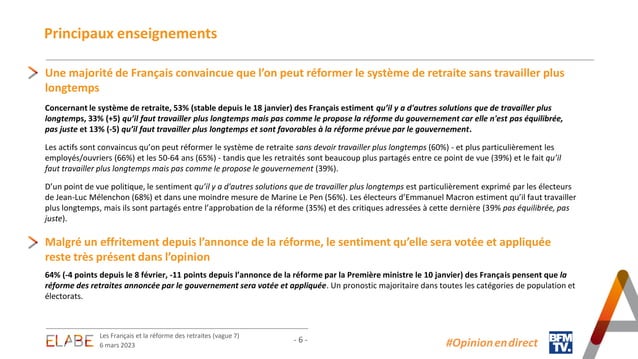 Principaux enseignements
Une majorité de Français convaincue que l'on peut réformer le système de retraite sans travailler plus
longtemps
Concernant le système de retraite, 53% (stable depuis le 18 janvier) des Français estiment qu'il y a d'autres solutions que de travailler plus
longtemps, 33% (+5) qu'il faut travailler plus longtemps mais pas comme le propose la réforme du gouvernement car elle n'est pas équilibrée,
pas juste et 13% (-5) qu'il faut travailler plus longtemps et sont favorables à la réforme prévue par le gouvernement.
Les actifs sont convaincus qu'on peut réformer le système de retraite sans devoir travailler plus longtemps (60%) - et plus particulièrement les
employés/ouvriers (66%) et les 50-64 ans (65%) - tandis que les retraités sont beaucoup plus partagés entre ce point de vue (39%) et le fait qu'il
faut travailler plus longtemps mais pas comme le propose le gouvernement (39%).
D'un point de vue politique, le sentiment qu'il y a d'autres solutions que de travailler plus longtemps est particulièrement exprimé par les électeurs
de Jean-Luc Mélenchon (68%) et dans une moindre mesure de Marine Le Pen (56%). Les électeurs d'Emmanuel Macron estiment qu'il faut travailler
plus longtemps, mais ils sont partagés entre l'approbation de la réforme (35%) et des critiques adressées à cette dernière (39% pas équilibrée, pas
juste).
Malgré un effritement depuis l'annonce de la réforme, le sentiment qu'elle sera votée et appliquée
reste très présent dans l'opinion
64% (-4 points depuis le 8 février, -11 points depuis l'annonce de la réforme par la Première ministre le 10 janvier) des Français pensent que la
réforme des retraites annoncée par le gouvernement sera votée et appliquée. Un pronostic majoritaire dans toutes les catégories de population et
électorats.
ELABE
Les Français et la réforme des retraites (vague 7)
6 mars 2023
- 6 -
#Opinionendirect
BFM
TV.